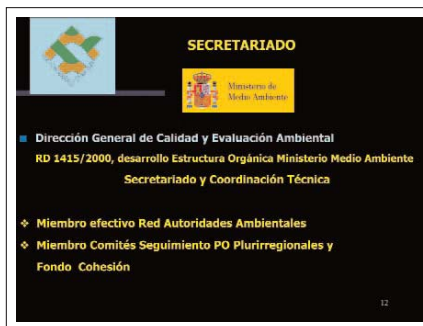 SECRETARIADO
Ministerio de
Medio Ambiente
Dirección General de Calidad y Evaluación Ambiental
RD 1415/2000, desarrollo Estructura Orgánica Ministerio Medio Ambiente
Secretariado y Coordinación Técnica
Miembro efectivo Red Autoridades Ambientales
Miembro Comités Seguimiento PO Plurirregionales y
Fondo Cohesión
12